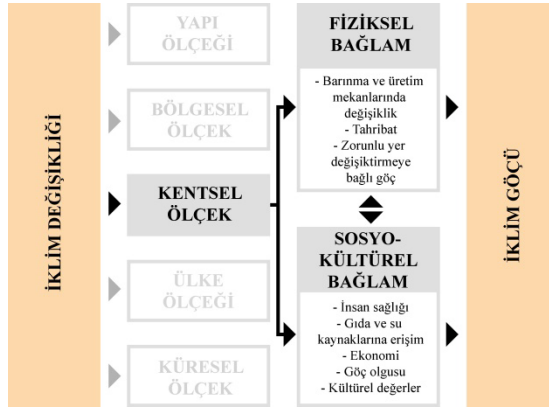 İKLİM DEĞİŞİKLİĞİ
YAPI
ÖLÇEĞİ
BÖLGESEL
ÖLÇEK
KENTSEL
ÖLÇEK
ÜLKE
ÖLÇEĞİ
KÜRESEL
ÖLÇEK
FİZİKSEL
BAĞLAM
- Barınma ve üretim
mekanlarında
değişiklik
- Tahribat
- Zorunlu yer
değiştirmeye
bağlı göç
SOSYO-
KÜLTÜREL
BAĞLAM
- İnsan sağlığı
- Gıda ve su
kaynaklarına erişim
- Ekonomi
- Göç olgusu
- Kültürel değerler
İKLİM GÖÇÜ